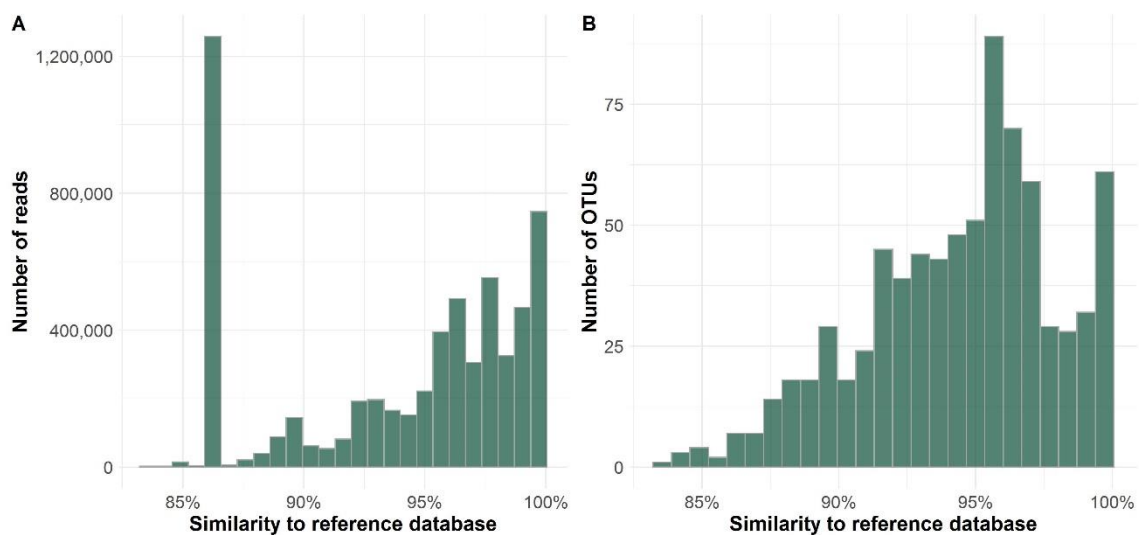 A
Number of reads
1,200,000
800,000
400,000
0
85%
90%
95%
100%
Similarity to reference database
B
Number of OTUs
75
50
25
0
85%
90%
95%
100%
Similarity to reference database